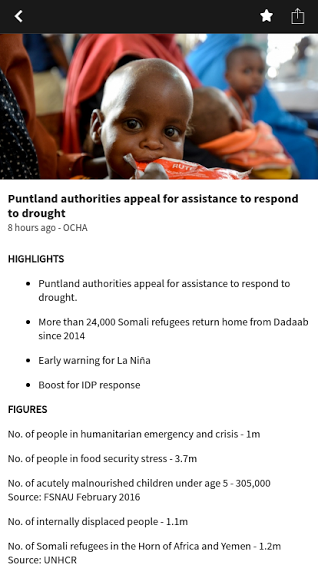 RUTF
Puntland authorities appeal for assistance to respond
to drought
8 hours ago - OCHA
HIGHLIGHTS
Puntland authorities appeal for assistance to respond to
drought.
More than 24,000 Somali refugees return home from Dadaab
since 2014
Early warning for La Niña
Boost for IDP response
FIGURES
No. of people in humanitarian emergency and crisis - 1m
No. of people in food security stress - 3.7m
No. of acutely malnourished children under age 5 - 305,000
Source: FSNAU February 2016
No. of internally displaced people - 1.1m
No. of Somali refugees in the Horn of Africa and Yemen - 1.2m
Source: UNHCR